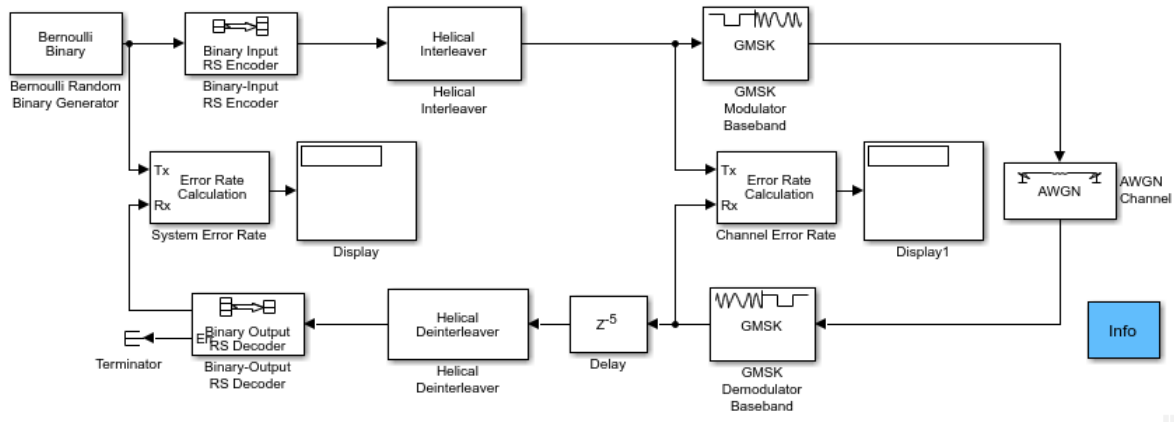 Bernoulli
Binary
Bernoulli Random
Binary Generator
Binary Input
RS Encoder
Binary-Input
RS Encoder
Helical
Interleaver
Helical
Interleaver
GMSK
GMSK
Modulator
Baseband
Tx
Rx
Error Rate
Calculation
System Error Rate
Display
Tx
Rx
Error Rate
Calculation
Channel Error Rate
Display1
AWGN
AWGN
Channel
Binary Output
RS Decoder
Err
Binary-Output
RS Decoder
Terminator
Helical
Deinterleaver
Helical
Deinterleaver
Z-5
Delay
GMSK
GMSK
Demodulator
Baseband
Info